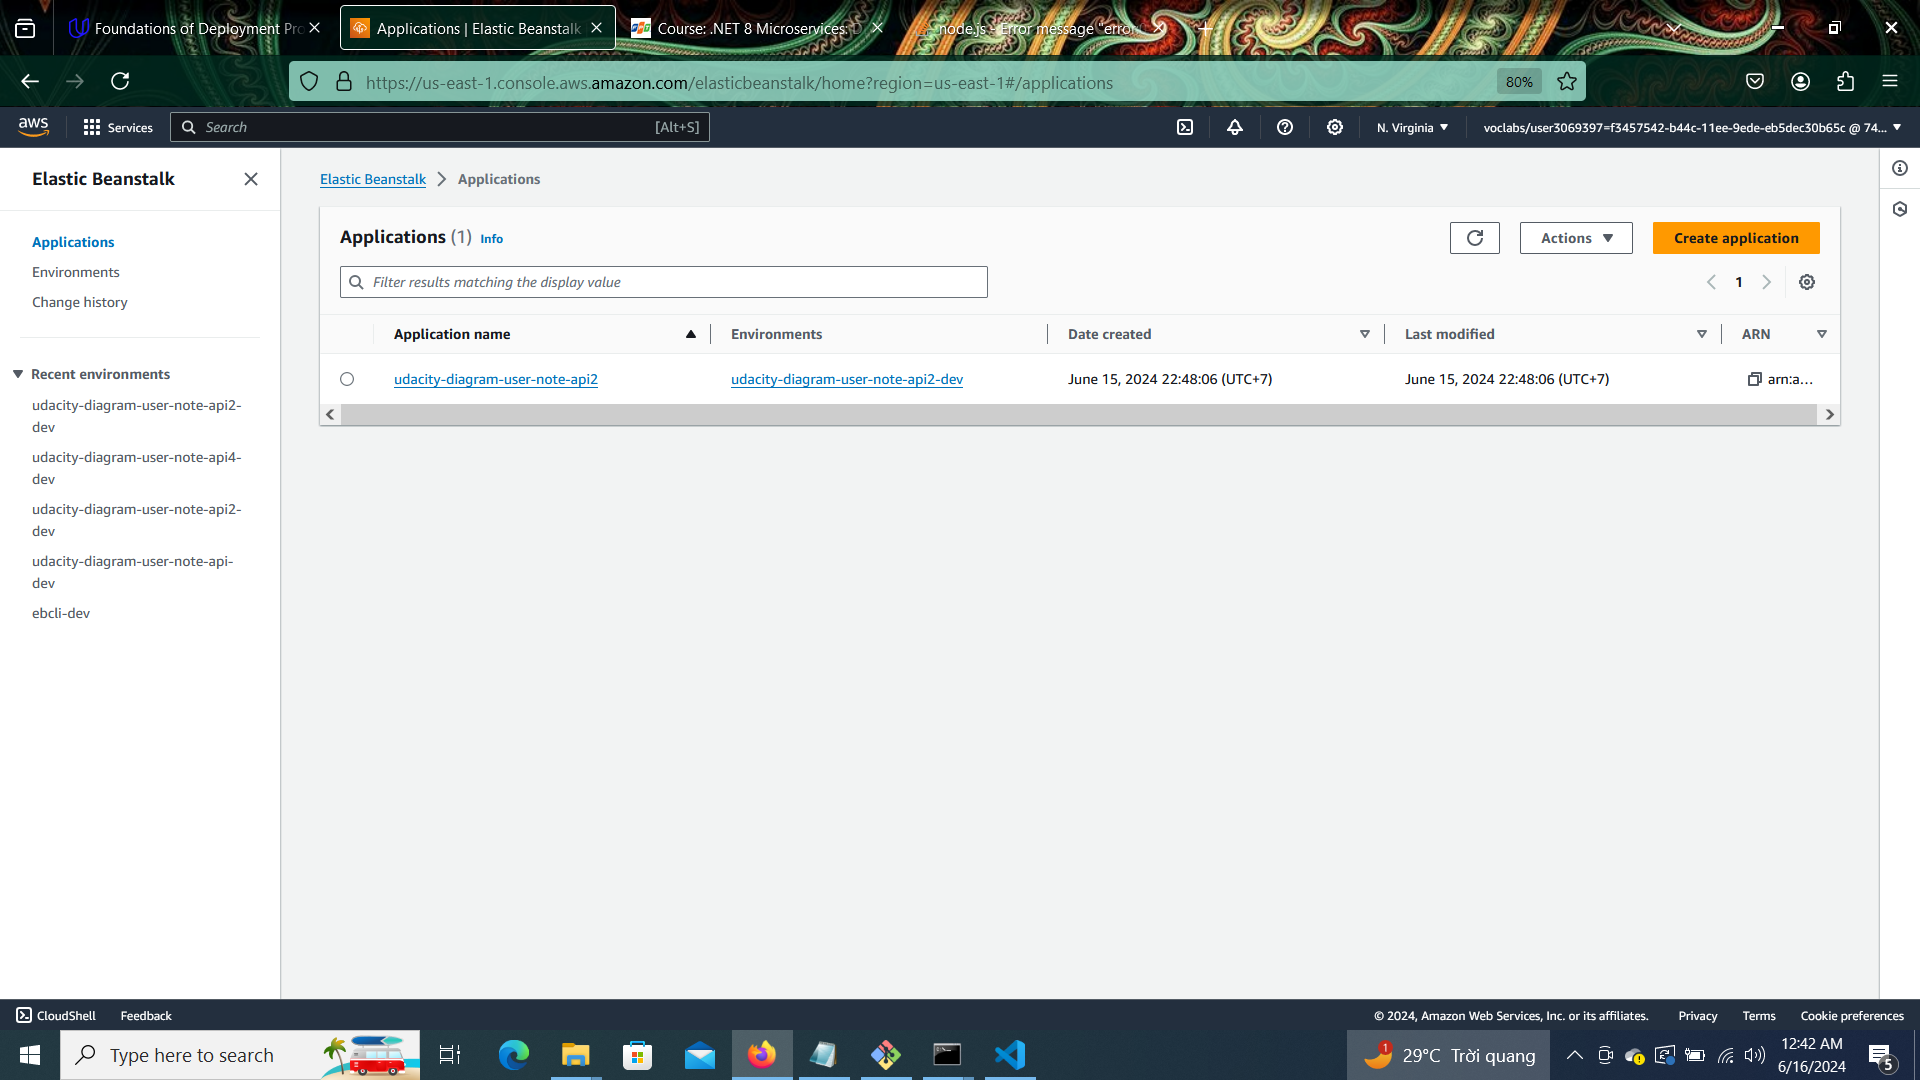 Foundations of Deployment Pro
Applications | Elastic Beanstalk
Course: .NET 8 Microservices: D
node.js - Error message "error:
https://us-east-1.console.aws.amazon.com/elasticbeanstalk/home?region=us-east-1#/applications
80%
aws
Services
Search
[Alt+S]
N. Virginia
voclabs/user3069397=f3457542-b44c-11ee-9ede-eb5dec30b65c @ 74...
Elastic Beanstalk
Applications
Environments
Change history
Recent environments
udacity-diagram-user-note-api2-
dev
udacity-diagram-user-note-api4-
dev
udacity-diagram-user-note-api2-
dev
udacity-diagram-user-note-api-
dev
ebcli-dev
Elastic Beanstalk
Applications
Applications (1) Info
Actions
Create application
Filter results matching the display value
1
Application name
Environments
Date created
Last modified
ARN
udacity-diagram-user-note-api2
udacity-diagram-user-note-api2-dev
June 15, 2024 22:48:06 (UTC+7)
June 15, 2024 22:48:06 (UTC+7)
arn:a...
CloudShell
Feedback
© 2024, Amazon Web Services, Inc. or its affiliates.
Privacy
Terms
Cookie preferences
Type here to search
1
29°C Trời quang
12:42 AM
6/16/2024
5